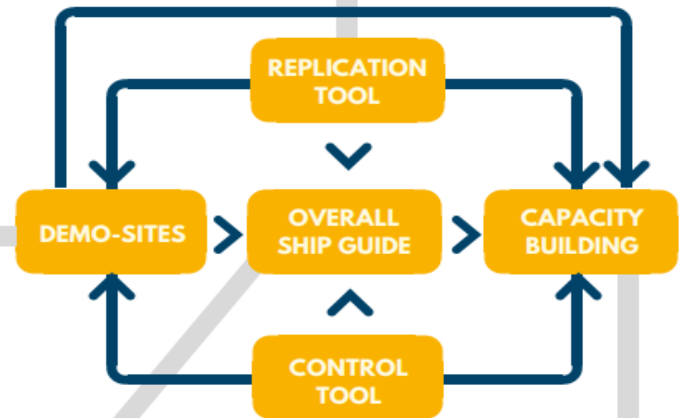 REPLICATION
TOOL
DEMO-SITES
OVERALL
SHIP GUIDE
CAPACITY
BUILDING
CONTROL
TOOL